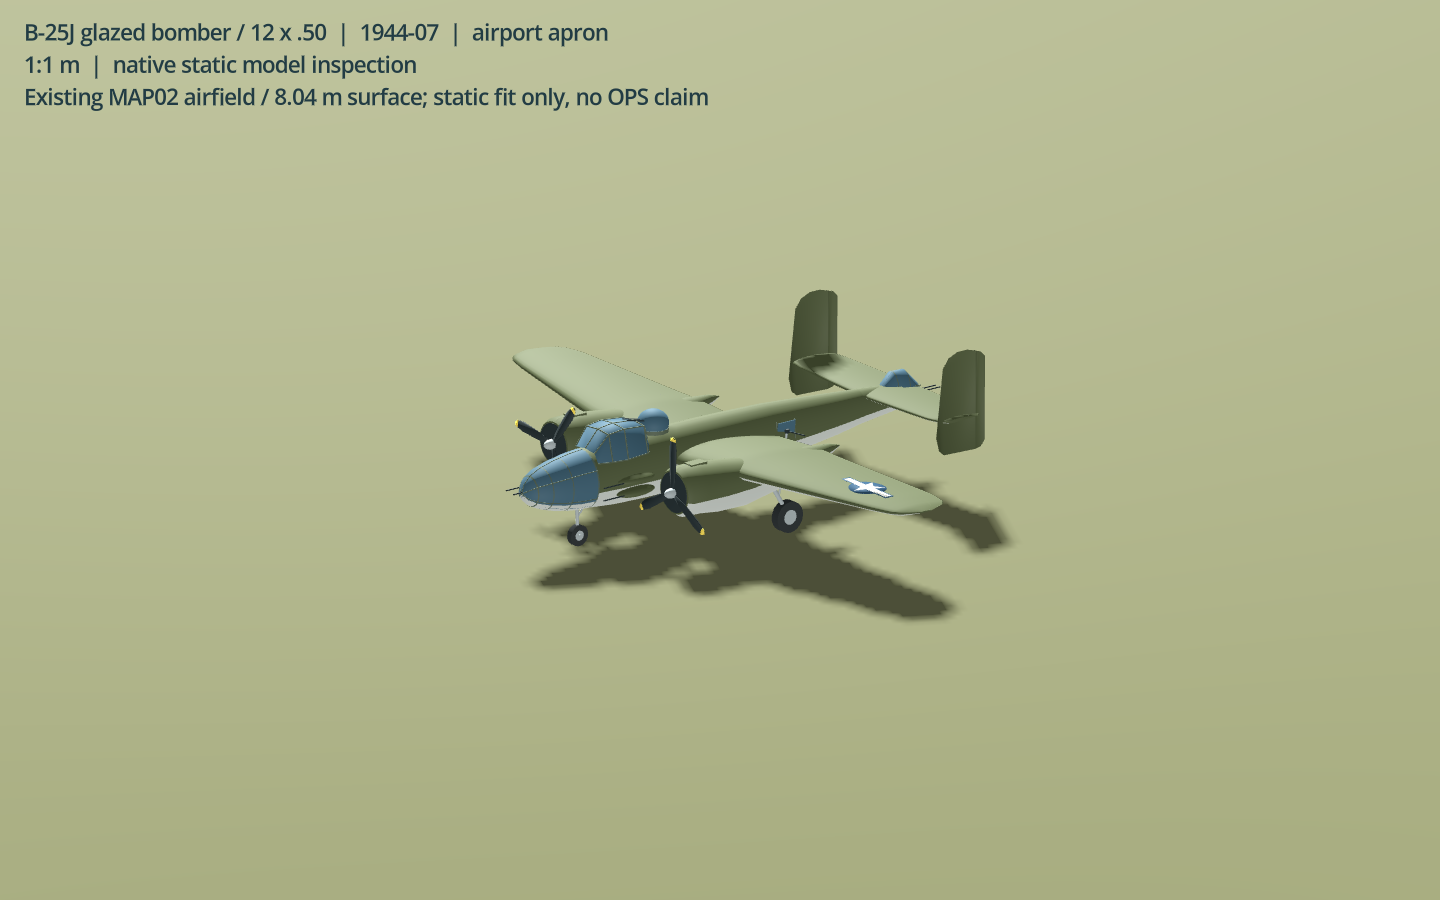 B-25J glazed bomber / 12 x .50 | 1944-07 | airport apron
1:1 m | native static model inspection
Existing MAP02 airfield / 8.04 m surface; static fit only, no OPS claim